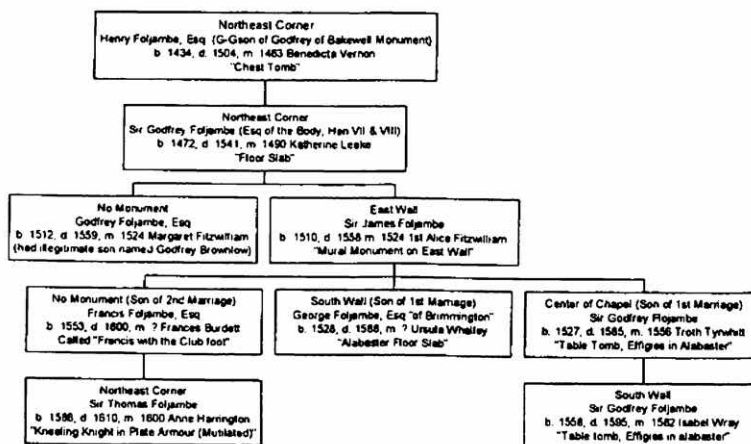 Northeast Corner
Henry Foljambe, Esq (G-Gson of Godfrey of Bakewell Monument)
b 1434, d. 1504, m 1463 Benedicta Vernon
"Chest Tomb"
Northeast Corner
Sir Godfrey Foljambe (Esq of the Body, Hen VII & VIII)
b. 1472, d 1541, m 1490 Katherine Leake
"Floor Slab"
No Monument
Godfrey Foljambe, Esq
b. 1512, d 1559, m 1524 Margaret Fitzwilliam
(had illegitimate son named Godfrey Brownlow)
East Wall
Sir James Foljambe
b 1510, d 1558 m 1524 1st Alice Fitzwilliam
"Mural Monument on East Wall"
No Monument (Son of 2nd Marriage)
Francis Foljambe, Esq
b 1553, d 1600, m ? Frances Burdett
Called "Francis with the Club foot"
South Wall (Son of 1st Marriage)
George Foljambe, Esq "of Brimmington"
b. 1528, d 1588, m ? Ursula Whalley
"Alabaster Floor Slab"
Center of Chapel (Son of 1st Marriage)
Sir Godfrey Flojambe
b. 1527, d. 1585, m 1556 Troth Tyrwhitt
"Table Tomb, Effigies in Alabaster"
Northeast Corner
Sir Thomas Foljambe
b 1586, d 1610, m 1600 Anne Harrington
"Kneeling Knight in Plate Armour (Mutilated)"
South Wall
Sir Godfrey Foljambe
b. 1558, d 1595, m 1582 Isabel Wray
"Table tomb, Effigies in alabaster"